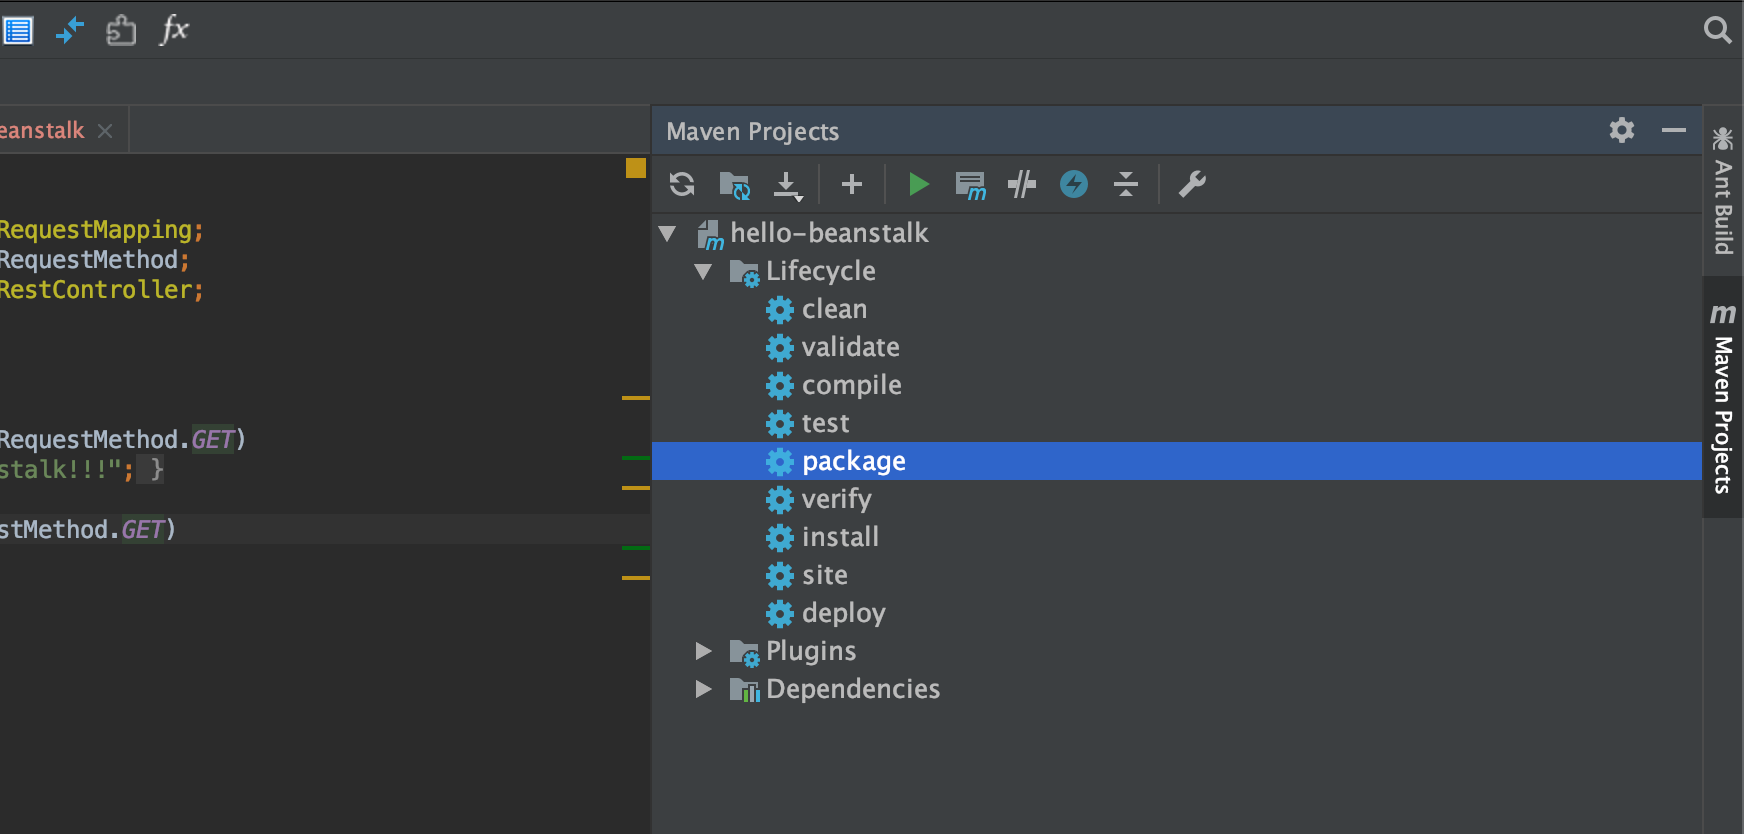 fx
eanstalk
RequestMapping;
RequestMethod;
RestController;
RequestMethod.GET)
stalk!!!"; }
stMethod.GET)
Maven Projects
hello-beanstalk
Lifecycle
clean
validate
compile
test
package
verify
install
site
deploy
Plugins
Dependencies
Ant Build
m
Maven Projects